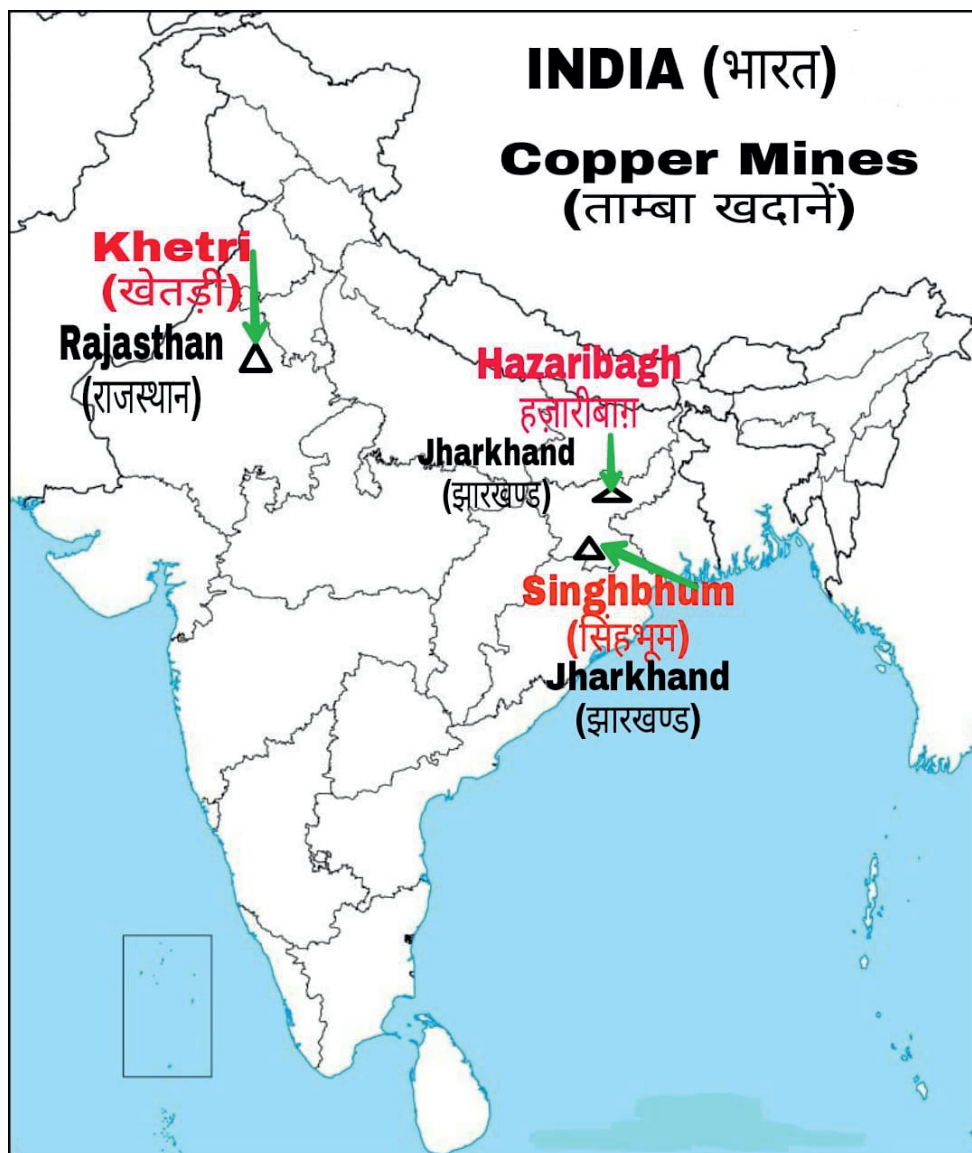 INDIA (भारत)
Copper Mines
(ताम्बा खदानें)
Khetri
(खेतड़ी)
Rajasthan
(राजस्थान)
Hazaribagh
हज़ारीबाग़
Jharkhand
(झारखण्ड)
Singhbhum
(सिंहभूम)
Jharkhand
(झारखण्ड)